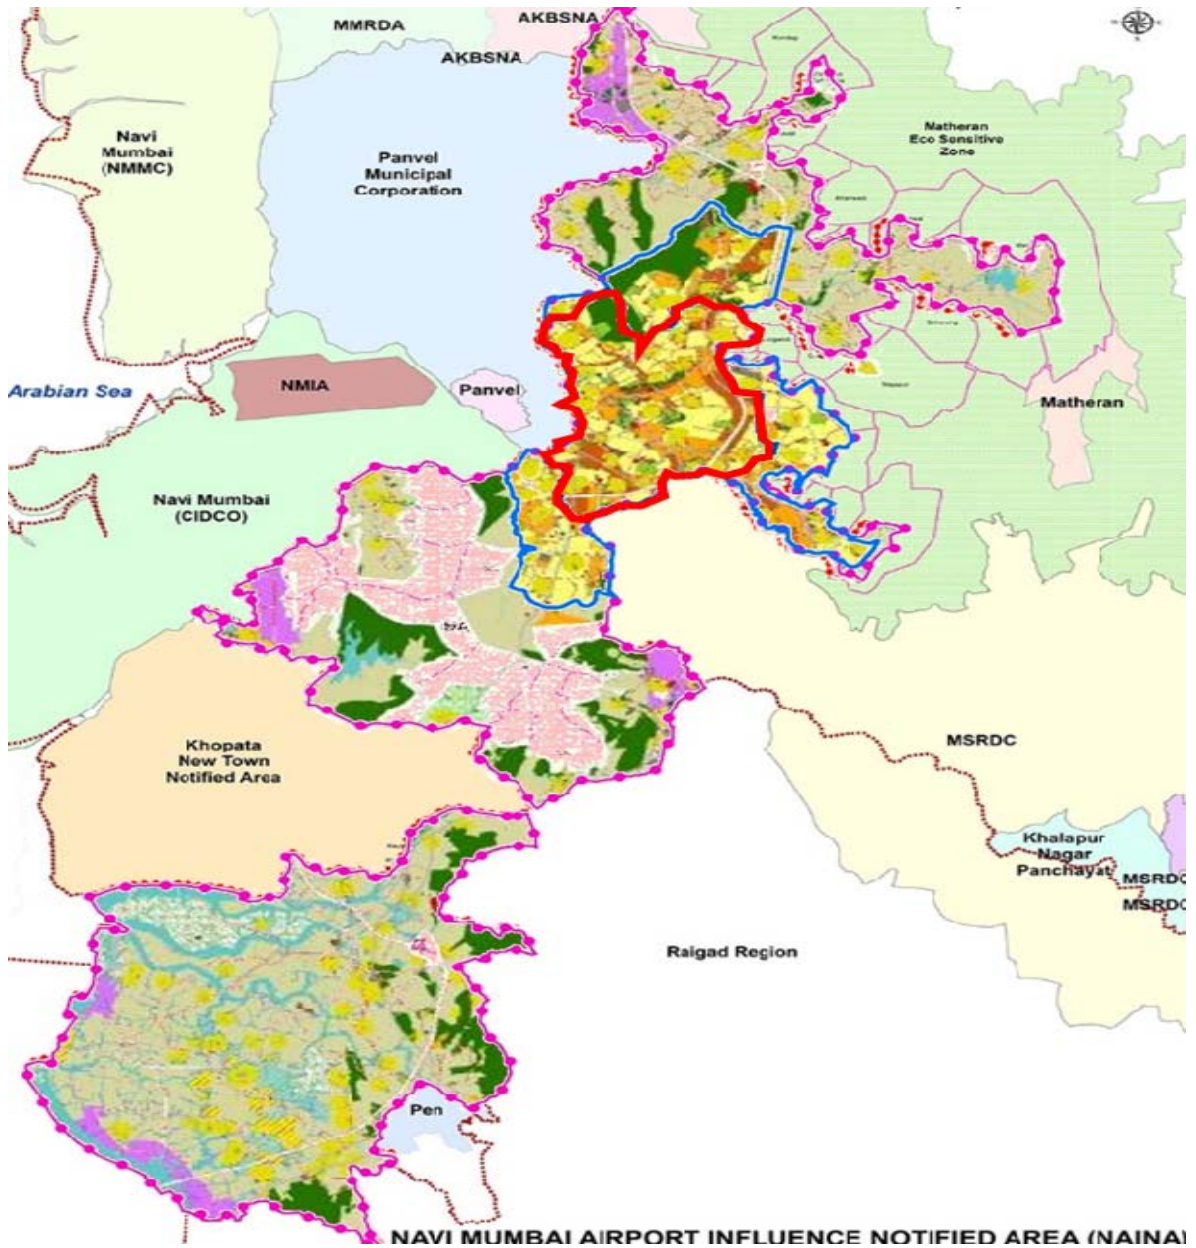 AKBSNA
MMRDA
AKBSNA
Navi
Mumbai
(NMMC)
Panvel
Municipal
Corporation
Matheran
Eco Sensitive
Zone
Arabian Sea
NMIA
Panvel
Matheran
Navi Mumbai
(CIDCO)
Khopata
New Town
Notified Area
MSRDC
Khalapur
Nagar
Panchayat
MSRDC
MSRDC
Raigad Region
Pen
NAVI MUMBAI AIRPORT INFLUENCE NOTIFIED AREA (NAINA)